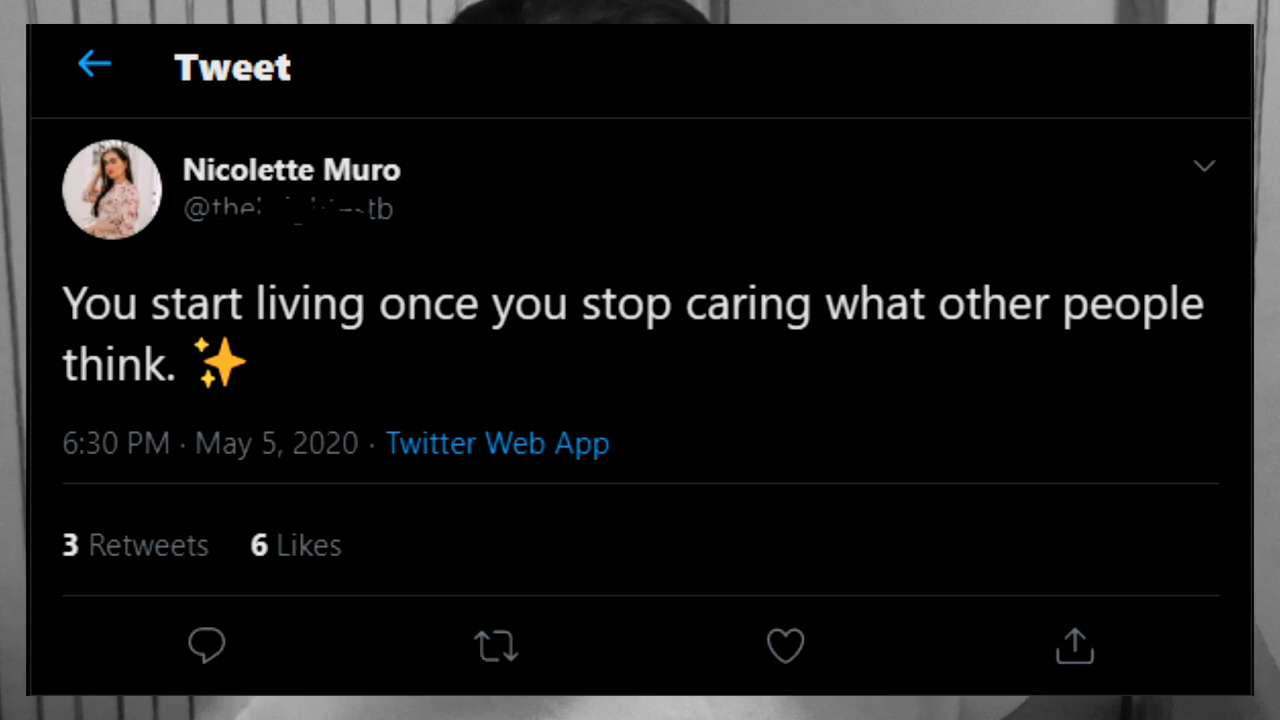 Tweet
Nicolette Muro
You start living once you stop caring what other people
think. ✨
6:30 PM · May 5, 2020 · Twitter Web App
3 Retweets 6 Likes